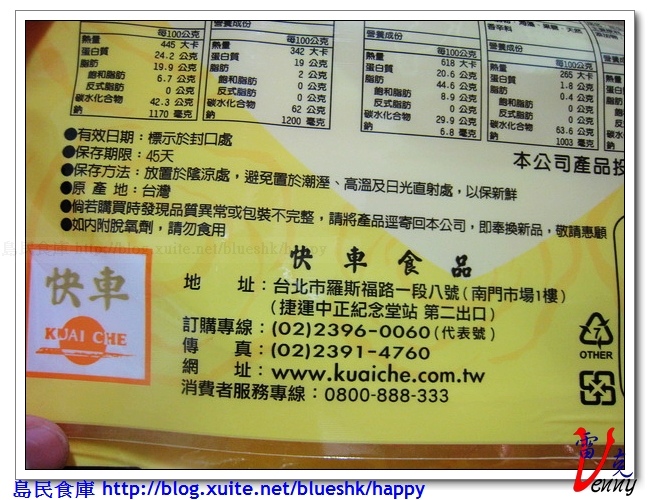 營養成份
每100公克
熱量 445 大卡
蛋白質 24.2 公克
脂肪 19.9 公克
飽和脂肪 6.7 公克
反式脂肪 0 公克
碳水化合物 42.3 公克
鈉 1170 毫克
每100公克
熱量 342 大卡
蛋白質 19 公克
脂肪 2 公克
飽和脂肪 0 公克
反式脂肪 0 公克
碳水化合物 62 公克
鈉 1200 毫克
營養成份
每100公克
熱量 618 大卡
蛋白質 20.6 公克
脂肪 44.6 公克
飽和脂肪 8.9 公克
反式脂肪 0 公克
碳水化合物 29.9 公克
鈉 6.8 毫克
營養成份
每100公克
熱量 265 大卡
蛋白質 1.8 公克
脂肪 0.4 公克
飽和脂肪 0 公克
反式脂肪 0 公克
碳水化合物 63.6 公克
鈉 1003 毫克
本公司產品投
●有效日期：標示於封口處
●保存期限：45天
●保存方法：放置於陰涼處，避免置於潮溼、高溫及日光直射處，以保新鮮
●原 產 地：台灣
●倘若購買時發現品質異常或包裝不完整，請將產品逕寄回本公司，即奉換新品，敬請惠顧
●如內附脫氧劑，請勿食用
島民食庫 http://blog.xuite.net/blueshk/happy
快車食品
快車
KUAI CHE
地 址：台北市羅斯福路一段八號（南門市場1樓）
（捷運中正紀念堂站 第二出口）
訂購專線：(02)2396-0060(代表號)
傳 真：(02)2391-4760
網 址：www.kuaiche.com.tw
消費者服務專線：0800-888-333
7
OTHER
雷克
Venny
島民食庫 http://blog.xuite.net/blueshk/happy